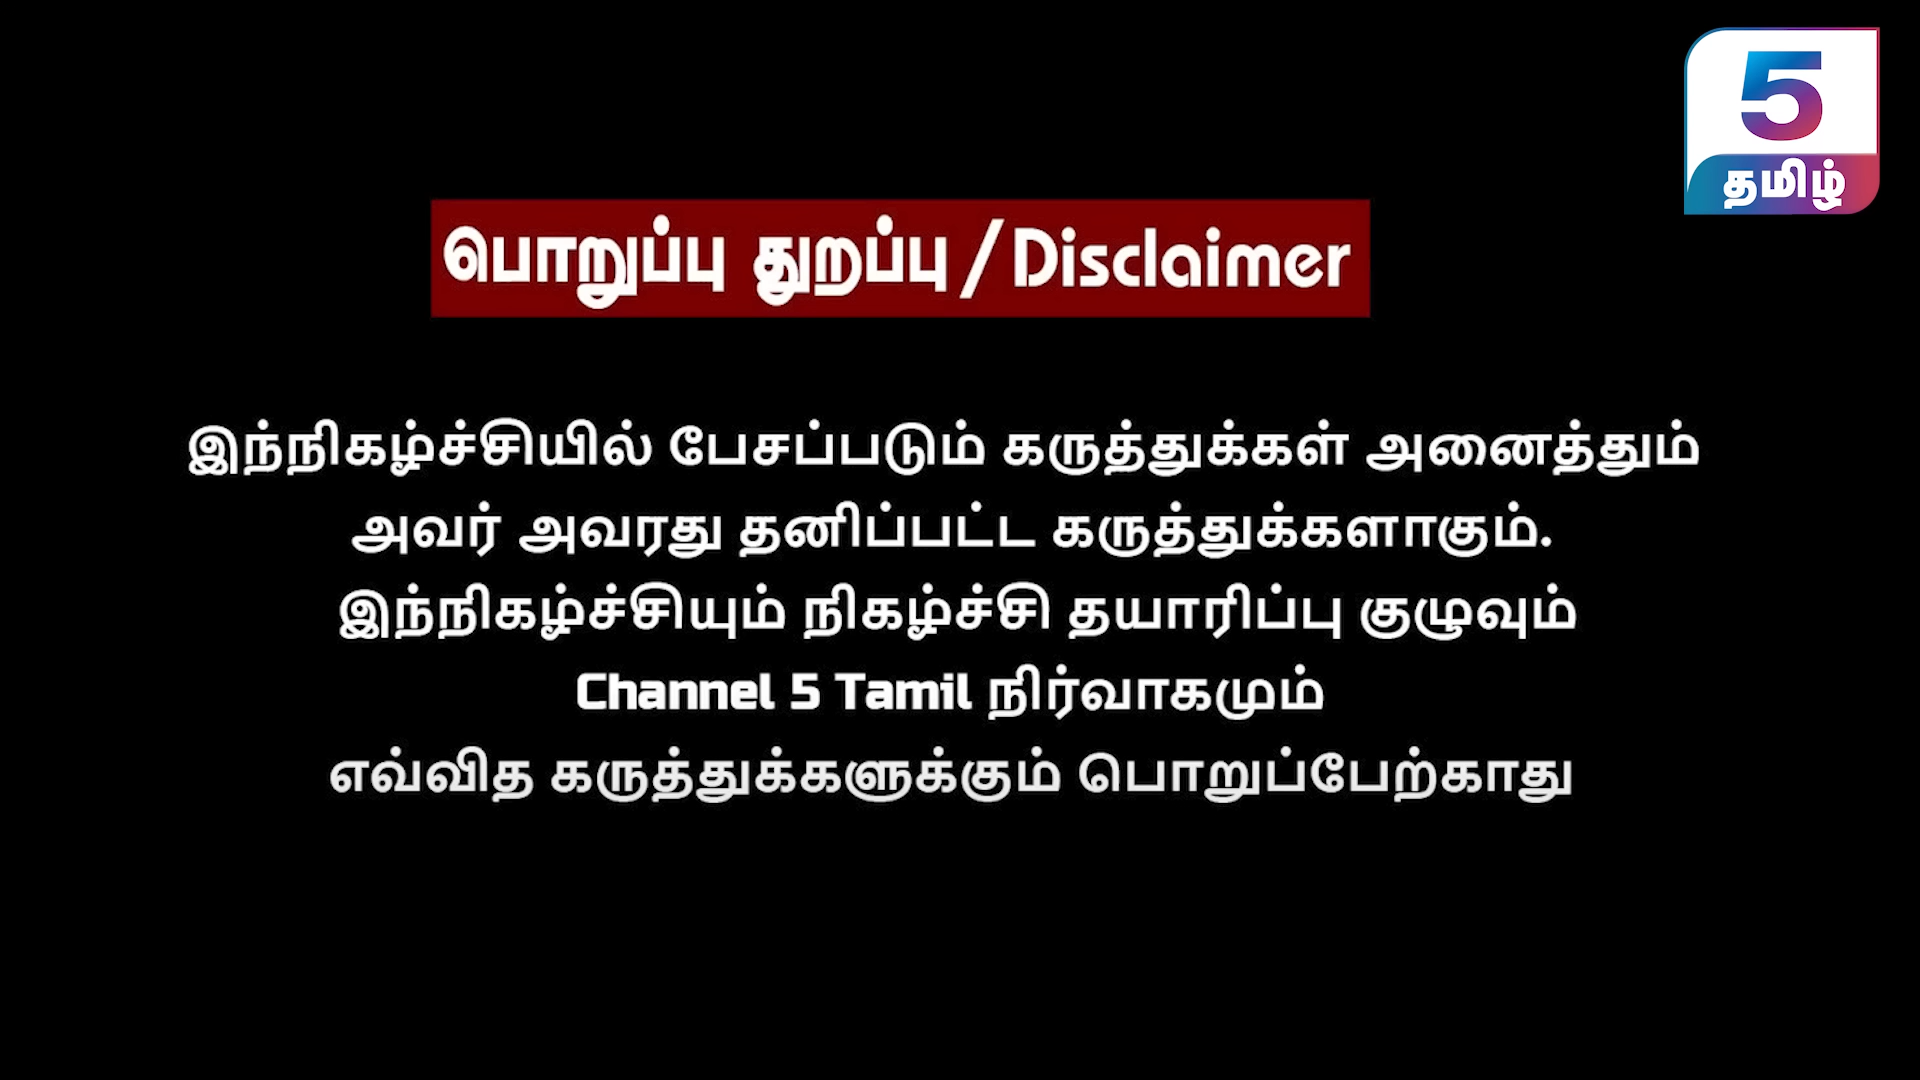 5
தமிழ்
பொறுப்பு துறப்பு / Disclaimer
இந்நிகழ்ச்சியில் பேசப்படும் கருத்துக்கள் அனைத்தும்
அவர் அவரது தனிப்பட்ட கருத்துக்களாகும்.
இந்நிகழ்ச்சியும் நிகழ்ச்சி தயாரிப்பு குழுவும்
Channel 5 Tamil நிர்வாகமும்
எவ்வித கருத்துக்களுக்கும் பொறுப்பேற்காது